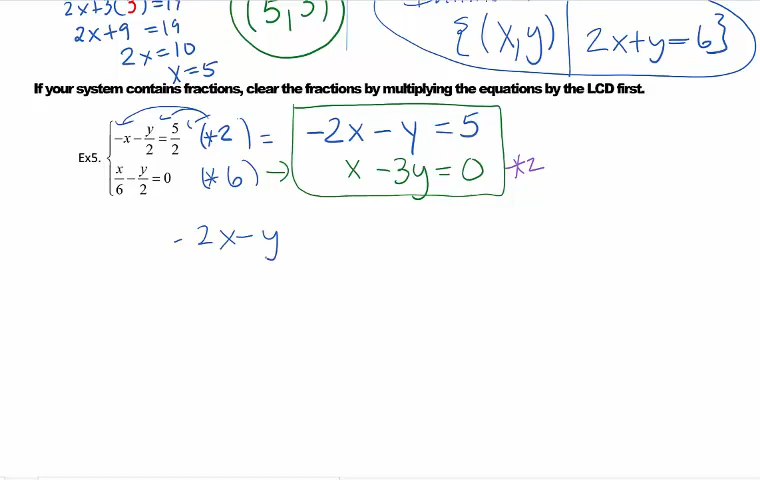 2x+3(3)=19
2x+9 =19
2x=10
x=5
(5,3)
{(x,y) | 2x+y=6}
If your system contains fractions, clear the fractions by multiplying the equations by the LCD first.
Ex5. { -x - y/2 = 5/2 (*2) = -2x - y = 5
x/6 - y/2 = 0 (*6) → x - 3y = 0 *2
- 2x - y